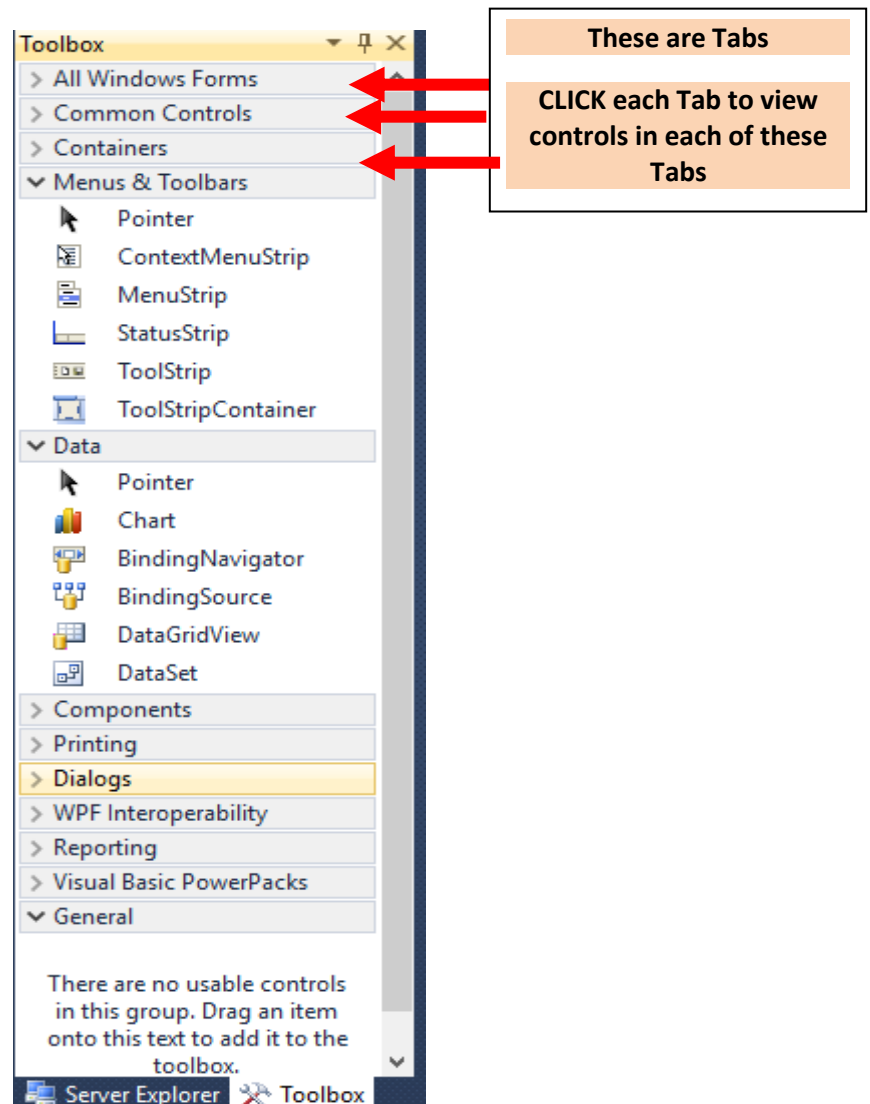 Toolbox
All Windows Forms
Common Controls
Containers
Menus & Toolbars
Pointer
ContextMenuStrip
MenuStrip
StatusStrip
ToolStrip
ToolStripContainer
Data
Pointer
Chart
BindingNavigator
BindingSource
DataGridView
DataSet
Components
Printing
Dialogs
WPF Interoperability
Reporting
Visual Basic PowerPacks
General
There are no usable controls
in this group. Drag an item
onto this text to add it to the
toolbox.
Server Explorer Toolbox
These are Tabs
CLICK each Tab to view
controls in each of these
Tabs